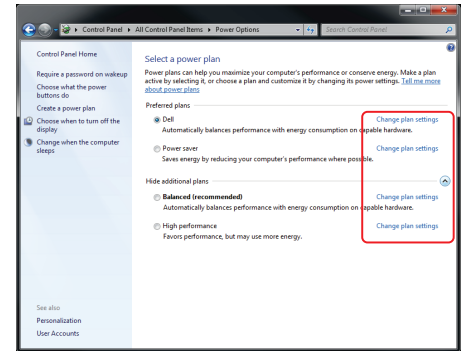 Control Panel ▸ All Control Panel Items ▸ Power Options
Search Control Panel
Control Panel Home
Require a password on wakeup
Choose what the power
buttons do
Create a power plan
Choose when to turn off the
display
Change when the computer
sleeps
See also
Personalization
User Accounts
Select a power plan
Power plans can help you maximize your computer's performance or conserve energy. Make a plan
active by selecting it, or choose a plan and customize it by changing its power settings. Tell me more
about power plans
Preferred plans
Dell Change plan settings
Automatically balances performance with energy consumption on capable hardware.
Power saver Change plan settings
Saves energy by reducing your computer's performance where possible.
Hide additional plans
Balanced (recommended) Change plan settings
Automatically balances performance with energy consumption on capable hardware.
High performance Change plan settings
Favors performance, but may use more energy.